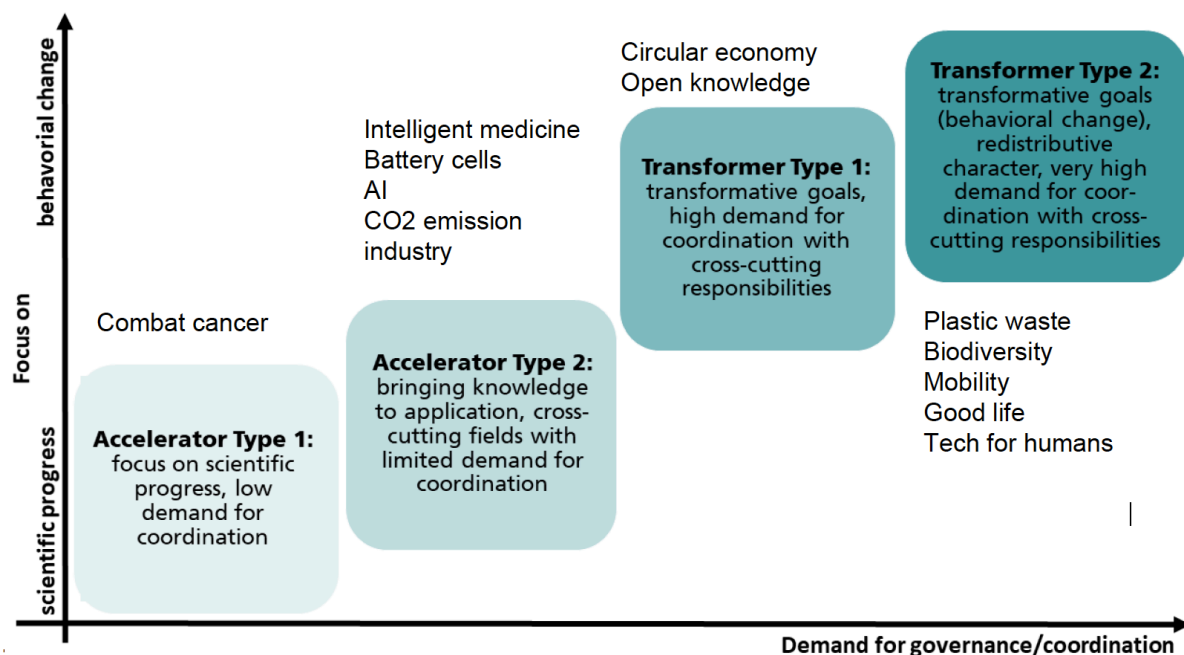 behavorial change
Focus on
scientific progress
Combat cancer
Accelerator Type 1:
focus on scientific
progress, low
demand for
coordination
Intelligent medicine
Battery cells
AI
CO2 emission
industry
Accelerator Type 2:
bringing knowledge
to application, cross-
cutting fields with
limited demand for
coordination
Circular economy
Open knowledge
Transformer Type 1:
transformative goals,
high demand for
coordination with
cross-cutting
responsibilities
Transformer Type 2:
transformative goals
(behavioral change),
redistributive
character, very high
demand for coor-
dination with cross-
cutting responsibilities
Plastic waste
Biodiversity
Mobility
Good life
Tech for humans
Demand for governance/coordination